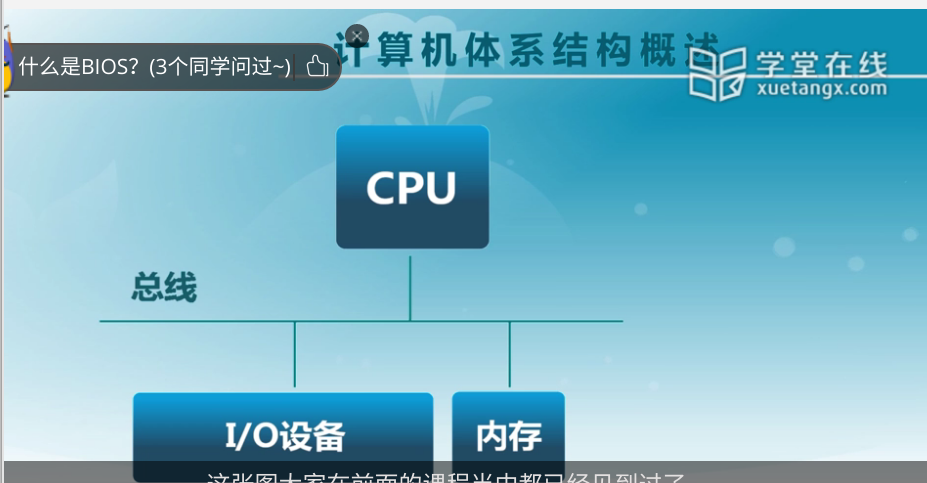 计算机体系结构概述
什么是BIOS？(3个同学问过~)
学堂在线
xuetangx.com
CPU
总线
I/O设备
内存
这张图大家在前面的课程当中都已经见到过了